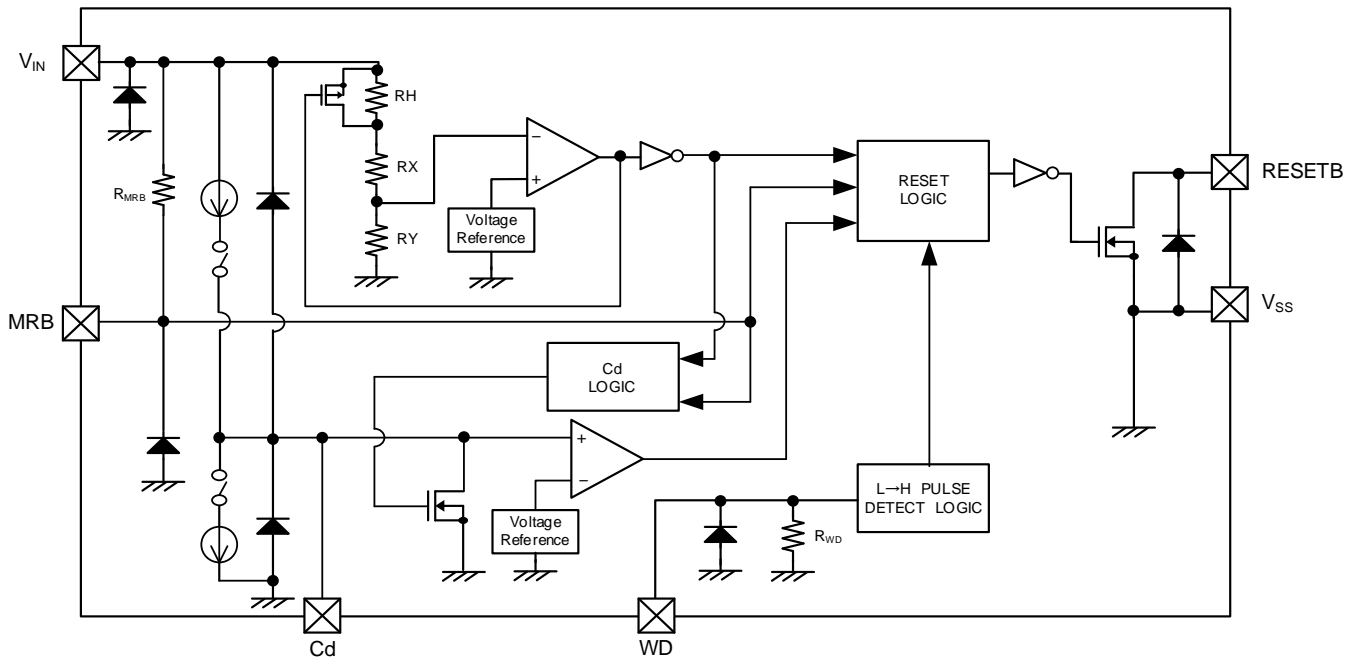 VIN
RH
RX
RMRB
RY
−
+
Voltage
Reference
RESET
LOGIC
RESETB
MRB
VSS
Cd
LOGIC
+
−
Voltage
Reference
L→H PULSE
DETECT LOGIC
RWD
Cd
WD